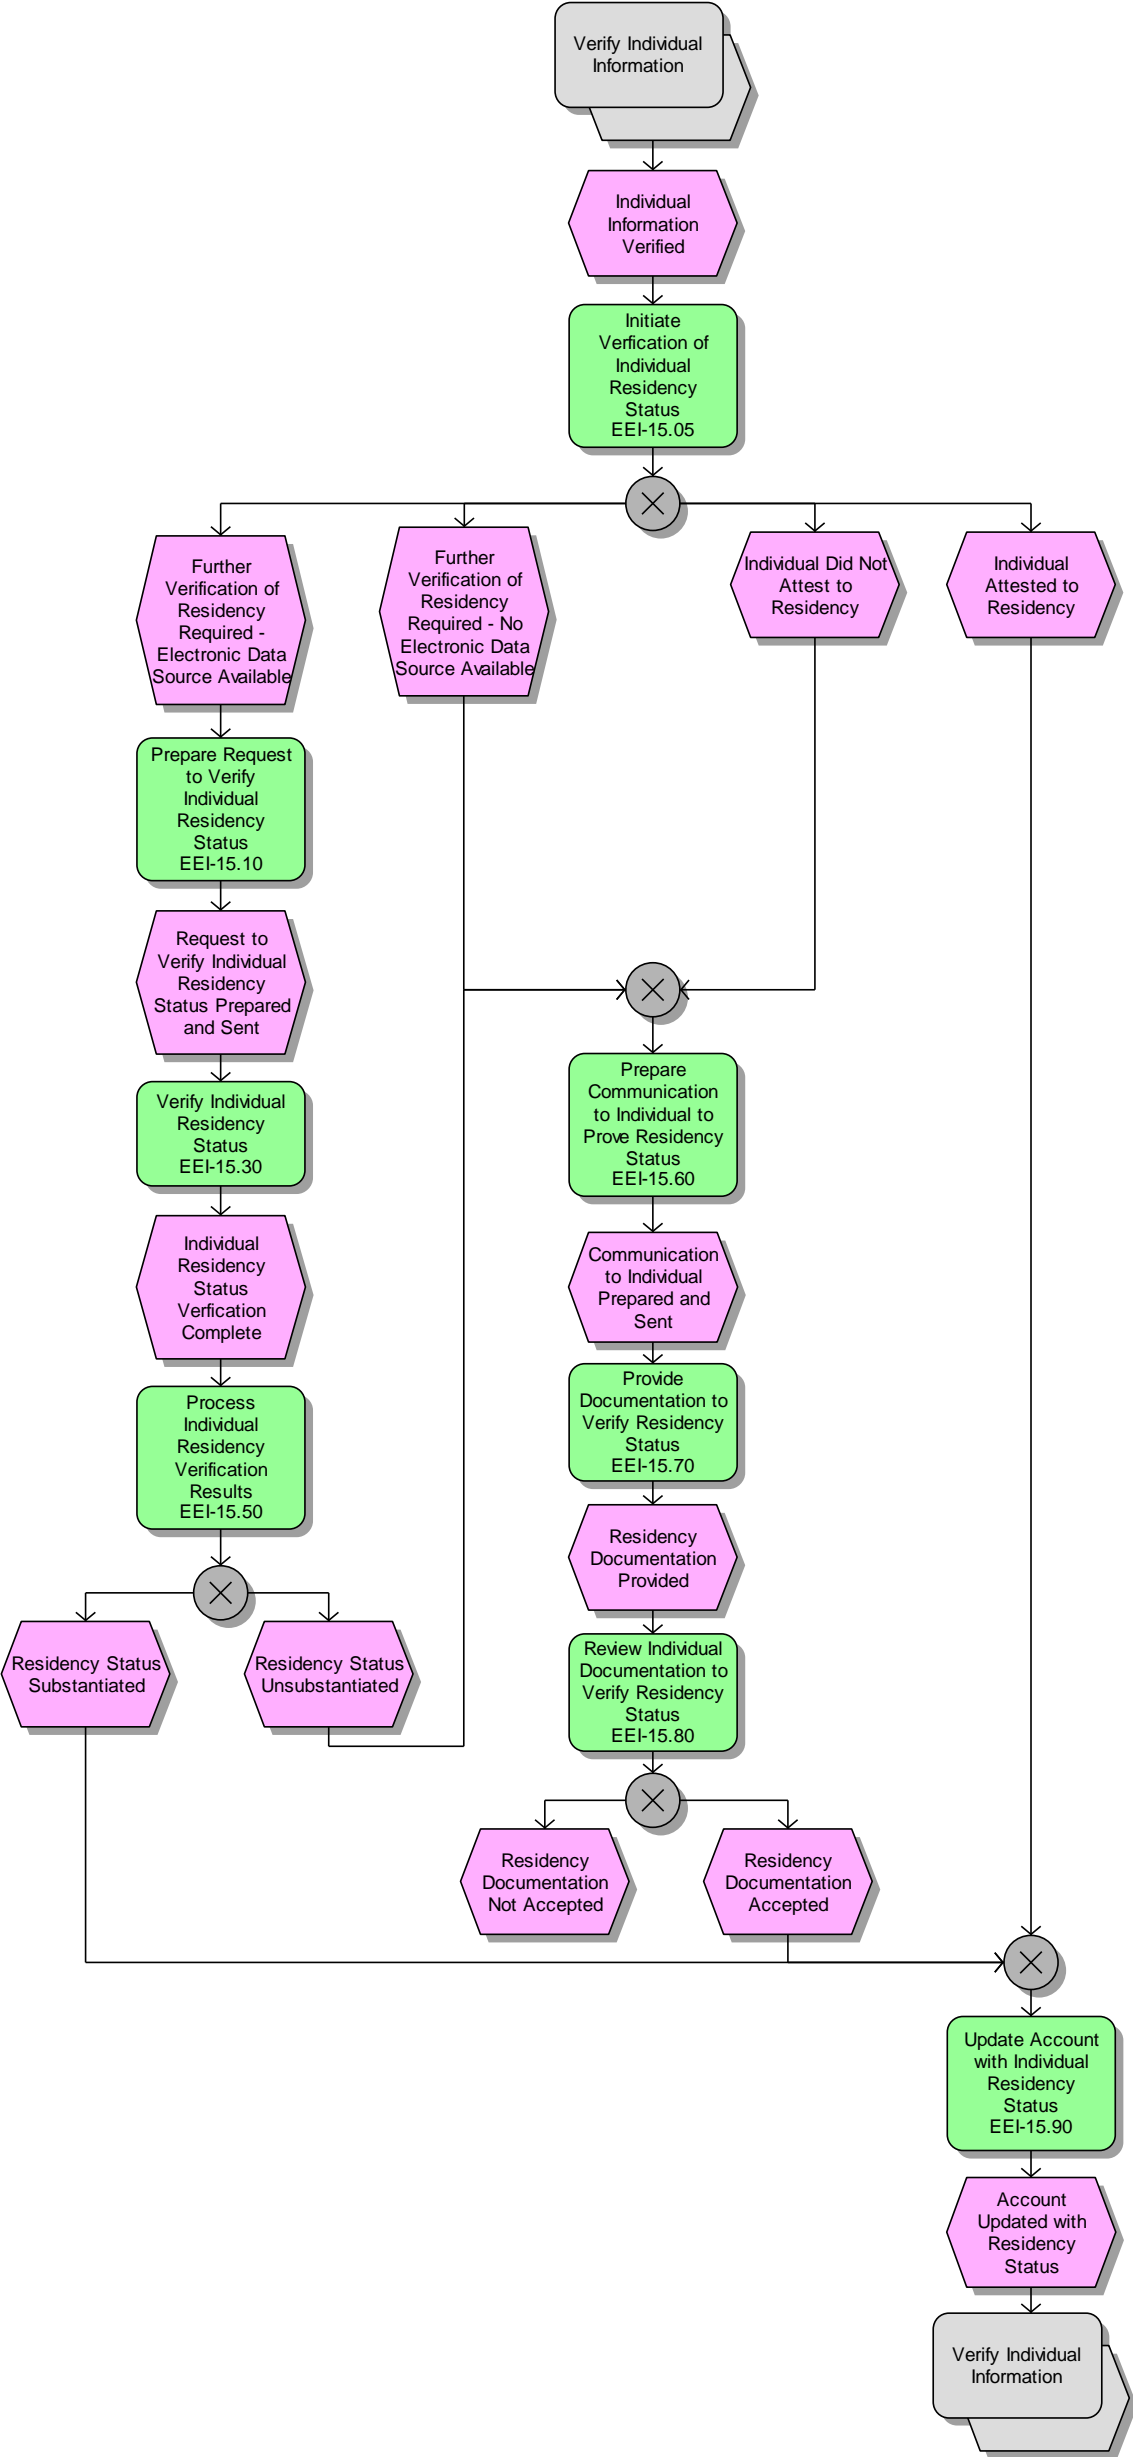 Verify Individual
Information
Individual
Information
Verified
Initiate
Verfication of
Individual
Residency
Status
EEI-15.05
Further
Verification of
Residency
Required -
Electronic Data
Source Available
Further
Verification of
Residency
Required - No
Electronic Data
Source Available
Individual Did Not
Attest to
Residency
Individual
Attested to
Residency
Prepare Request
to Verify
Individual
Residency
Status
EEI-15.10
Request to
Verify Individual
Residency
Status Prepared
and Sent
Verify Individual
Residency
Status
EEI-15.30
Individual
Residency
Status
Verfication
Complete
Process
Individual
Residency
Verification
Results
EEI-15.50
Residency Status
Substantiated
Residency Status
Unsubstantiated
Prepare
Communication
to Individual to
Prove Residency
Status
EEI-15.60
Communication
to Individual
Prepared and
Sent
Provide
Documentation to
Verify Residency
Status
EEI-15.70
Residency
Documentation
Provided
Review Individual
Documentation to
Verify Residency
Status
EEI-15.80
Residency
Documentation
Not Accepted
Residency
Documentation
Accepted
Update Account
with Individual
Residency
Status
EEI-15.90
Account
Updated with
Residency
Status
Verify Individual
Information